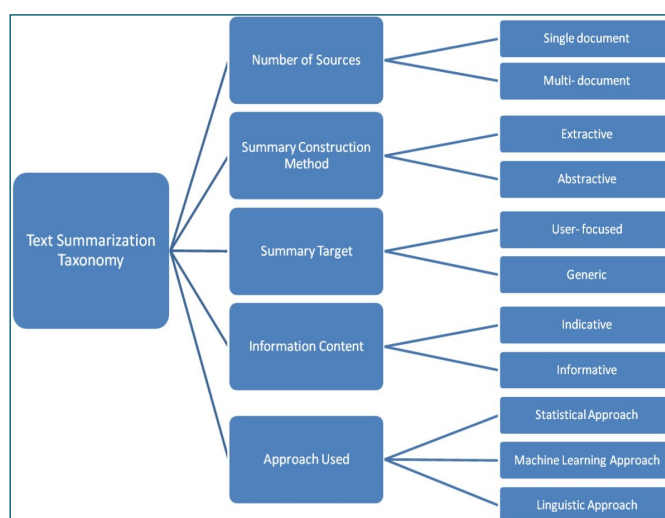 Text Summarization
Taxonomy
Number of Sources
Single document
Multi- document
Summary Construction
Method
Extractive
Abstractive
Summary Target
User- focused
Generic
Information Content
Indicative
Informative
Approach Used
Statistical Approach
Machine Learning Approach
Linguistic Approach